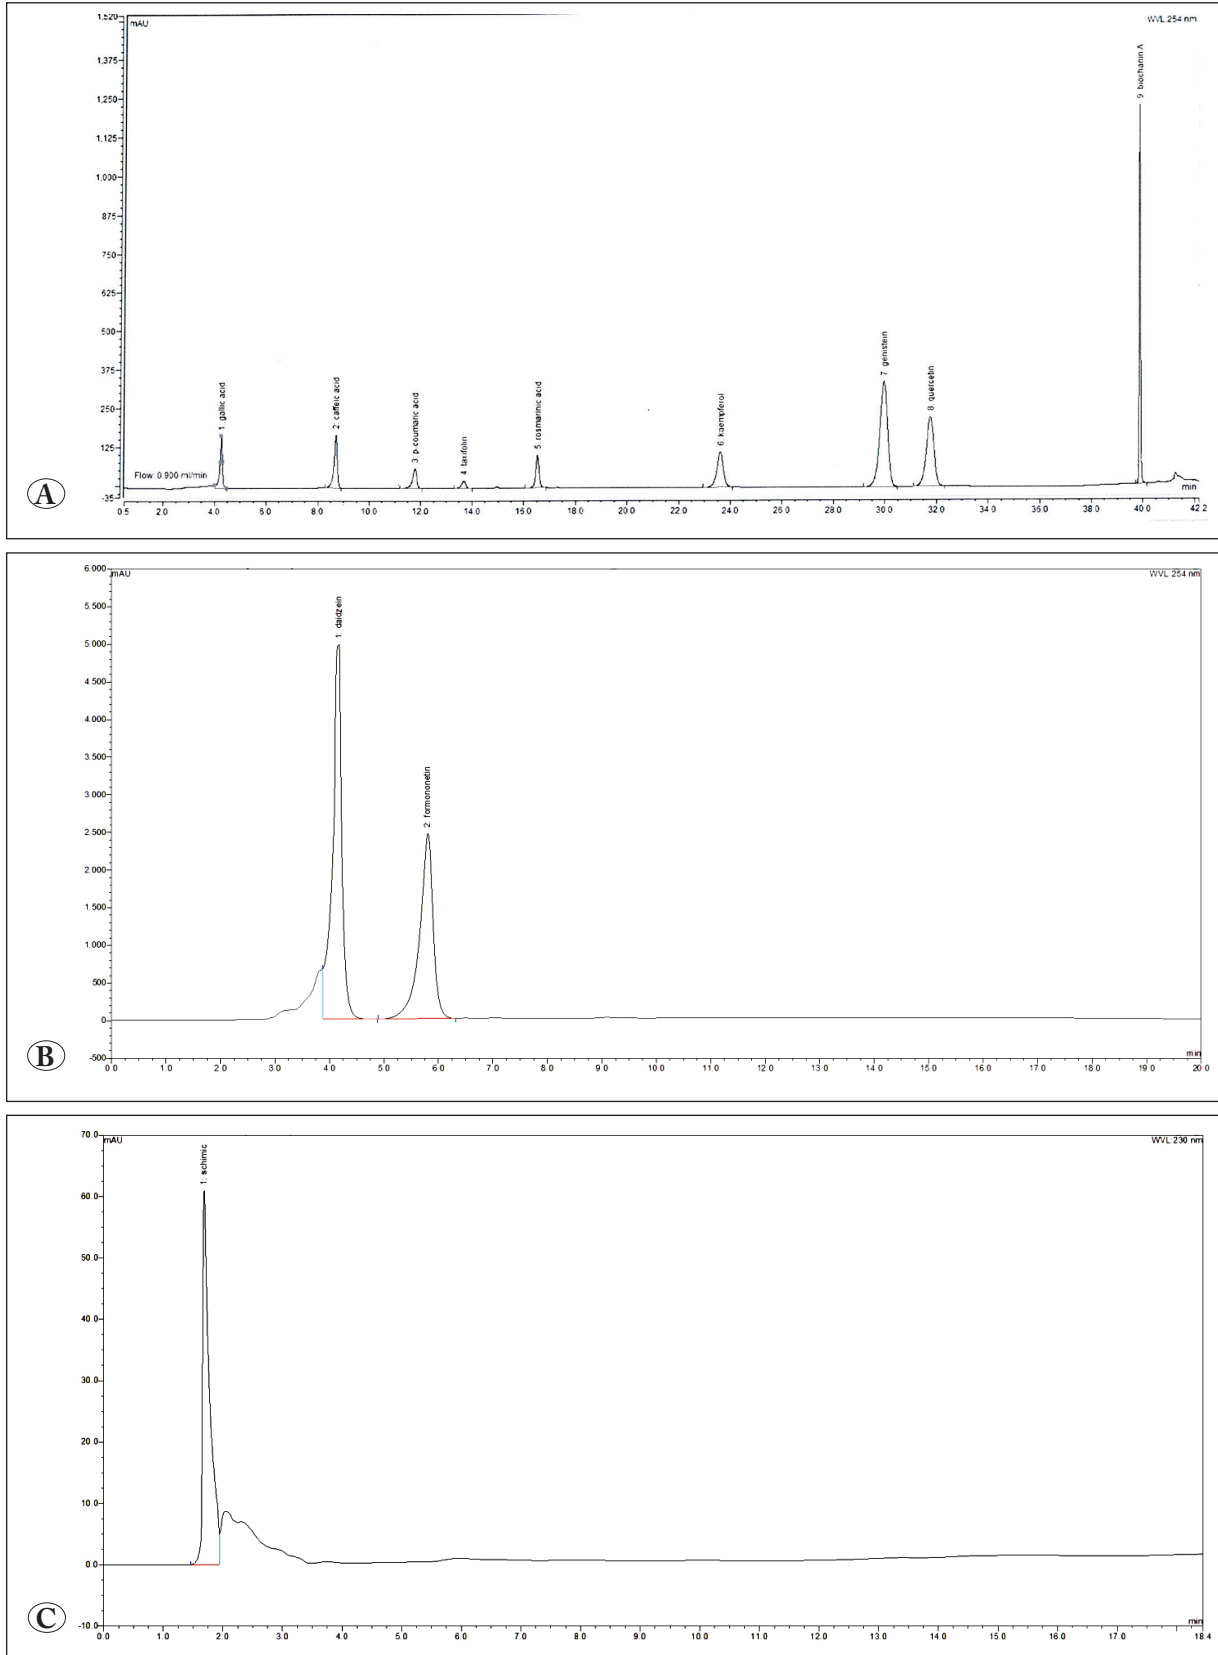 1,520
mAU
WVL:254 nm
1,375
1,250
1,125
1,000
875
750
625
500
375
250
125
-35
1: gallic acid
2: caffeic acid
3: p coumaric acid
4: taxifolin
5: rosmarinic acid
6: kaempferol
7: genistein
8: quercetin
9: biochanin A
Flow: 0.900 ml/min
min
0.5 2.0 4.0 6.0 8.0 10.0 12.0 14.0 16.0 18.0 20.0 22.0 24.0 26.0 28.0 30.0 32.0 34.0 36.0 38.0 40.0 42.2
A
6.000
mAU
WVL:254 nm
5.500
5.000
4.500
4.000
3.500
3.000
2.500
2.000
1.500
1.000
500
0
-500
1: daidzein
2: formononetin
min
0.0 1.0 2.0 3.0 4.0 5.0 6.0 7.0 8.0 9.0 10.0 11.0 12.0 13.0 14.0 15.0 16.0 17.0 18.0 19.0 20.0
B
70.0
mAU
WVL:230 nm
60.0
50.0
40.0
30.0
20.0
10.0
0.0
-10.0
1: schimic
min
0.0 1.0 2.0 3.0 4.0 5.0 6.0 7.0 8.0 9.0 10.0 11.0 12.0 13.0 14.0 15.0 16.0 17.0 18.4
C